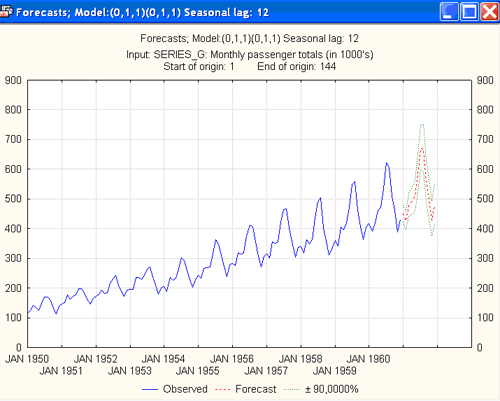 Forecasts; Model:(0,1,1)(0,1,1) Seasonal lag: 12
Forecasts; Model:(0,1,1)(0,1,1) Seasonal lag: 12
Input: SERIES_G: Monthly passenger totals (in 1000's)
Start of origin: 1 End of origin: 144
900 900
800 800
700 700
600 600
500 500
400 400
300 300
200 200
100 100
0 0
JAN 1950 JAN 1952 JAN 1954 JAN 1956 JAN 1958 JAN 1960
JAN 1951 JAN 1953 JAN 1955 JAN 1957 JAN 1959
Observed Forecast ± 90,0000%